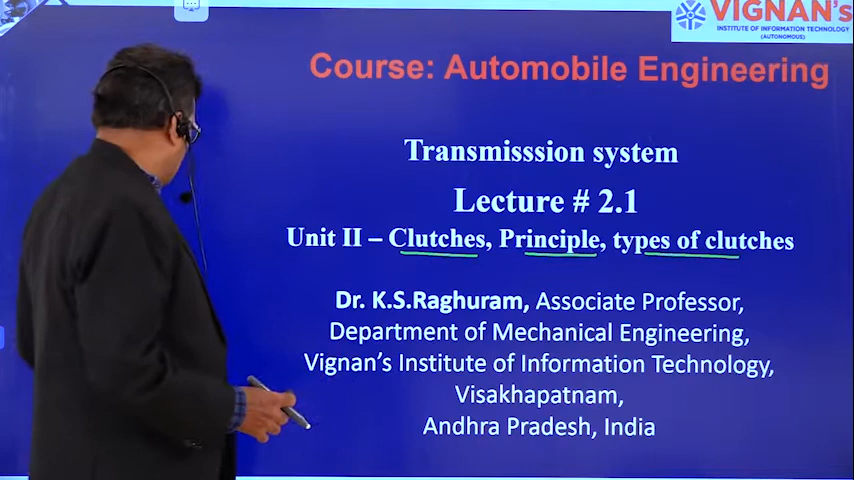 VIGNAN's
INSTITUTE OF INFORMATION TECHNOLOGY
(AUTONOMOUS)
Course: Automobile Engineering
Transmisssion system
Lecture # 2.1
Unit II – Clutches, Principle, types of clutches
Dr. K.S.Raghuram, Associate Professor,
Department of Mechanical Engineering,
Vignan's Institute of Information Technology,
Visakhapatnam,
Andhra Pradesh, India